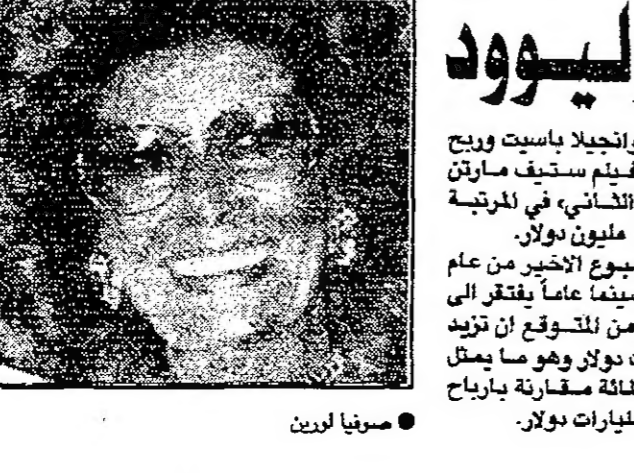 ليوود
وانجيلا باسيت وربح
فيلم ستيف مارتن
الثاني، في المرتبة
مليون دولار.
سبوع الاخير من عام
سينما عاماً يفتقر الى
من المتوقع ان تزيد
ت دولار وهو ما يمثل
المائة مقارنة بارباح
مليارات دولار.
● صوفيا لورين